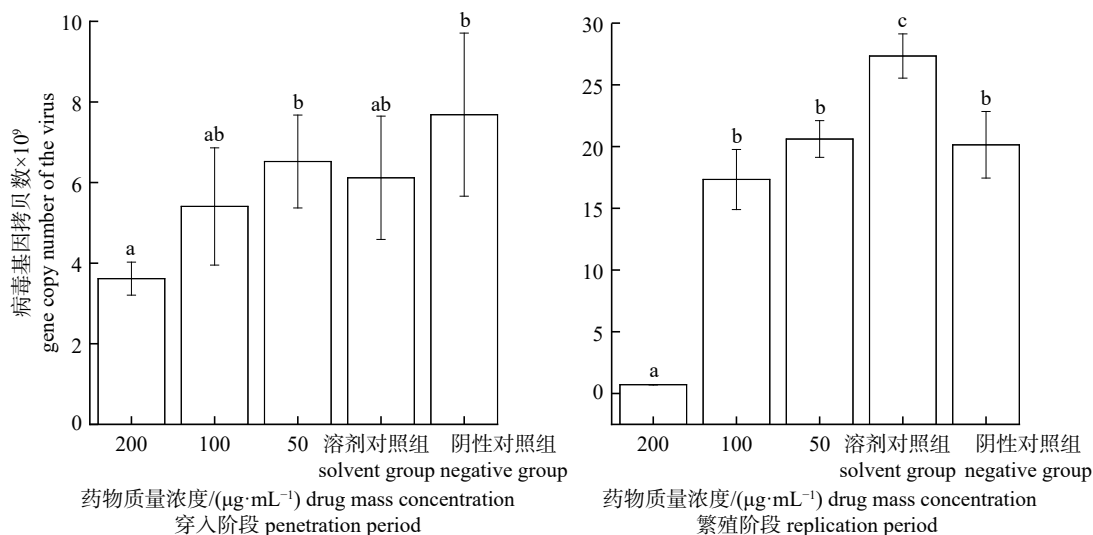 病毒基因拷贝数×10⁹
gene copy number of the virus
10
8
6
4
2
0
a
ab
b
ab
b
200
100
50
溶剂对照组
solvent group
阴性对照组
negative group
药物质量浓度/(μg·mL⁻¹) drug mass concentration
穿入阶段 penetration period
30
25
20
15
10
5
0
a
b
b
c
b
200
100
50
溶剂对照组
solvent group
阴性对照组
negative group
药物质量浓度/(μg·mL⁻¹) drug mass concentration
繁殖阶段 replication period